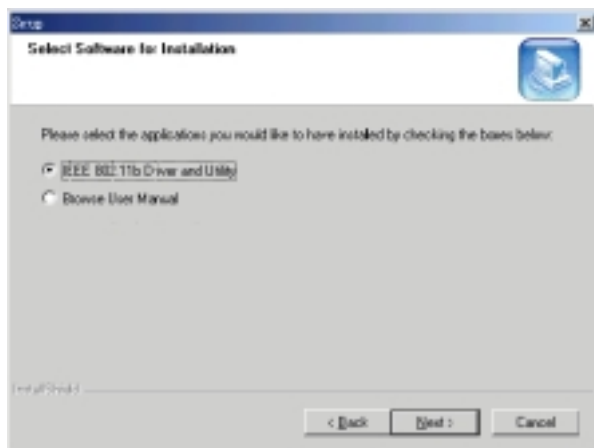 Setup
Select Software for Installation
Please select the applications you would like to have installed by checking the boxes below:
IEEE 802.11b Driver and Utility
Browse User Manual
InstallShield
< Back
Next >
Cancel